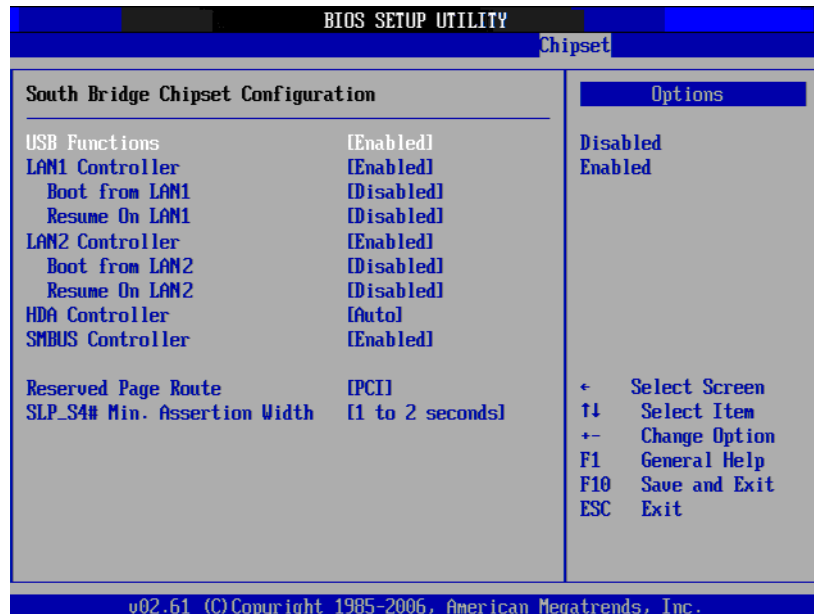 BIOS SETUP UTILITY
Chipset
South Bridge Chipset Configuration
USB Functions [Enabled]
LAN1 Controller [Enabled]
Boot from LAN1 [Disabled]
Resume On LAN1 [Disabled]
LAN2 Controller [Enabled]
Boot from LAN2 [Disabled]
Resume On LAN2 [Disabled]
HDA Controller [Auto]
SMBUS Controller [Enabled]
Reserved Page Route [PCI]
SLP_S4# Min. Assertion Width [1 to 2 seconds]
Options
Disabled
Enabled
← Select Screen
↑↓ Select Item
+- Change Option
F1 General Help
F10 Save and Exit
ESC Exit
v02.61 (C)Copyright 1985-2006, American Megatrends, Inc.